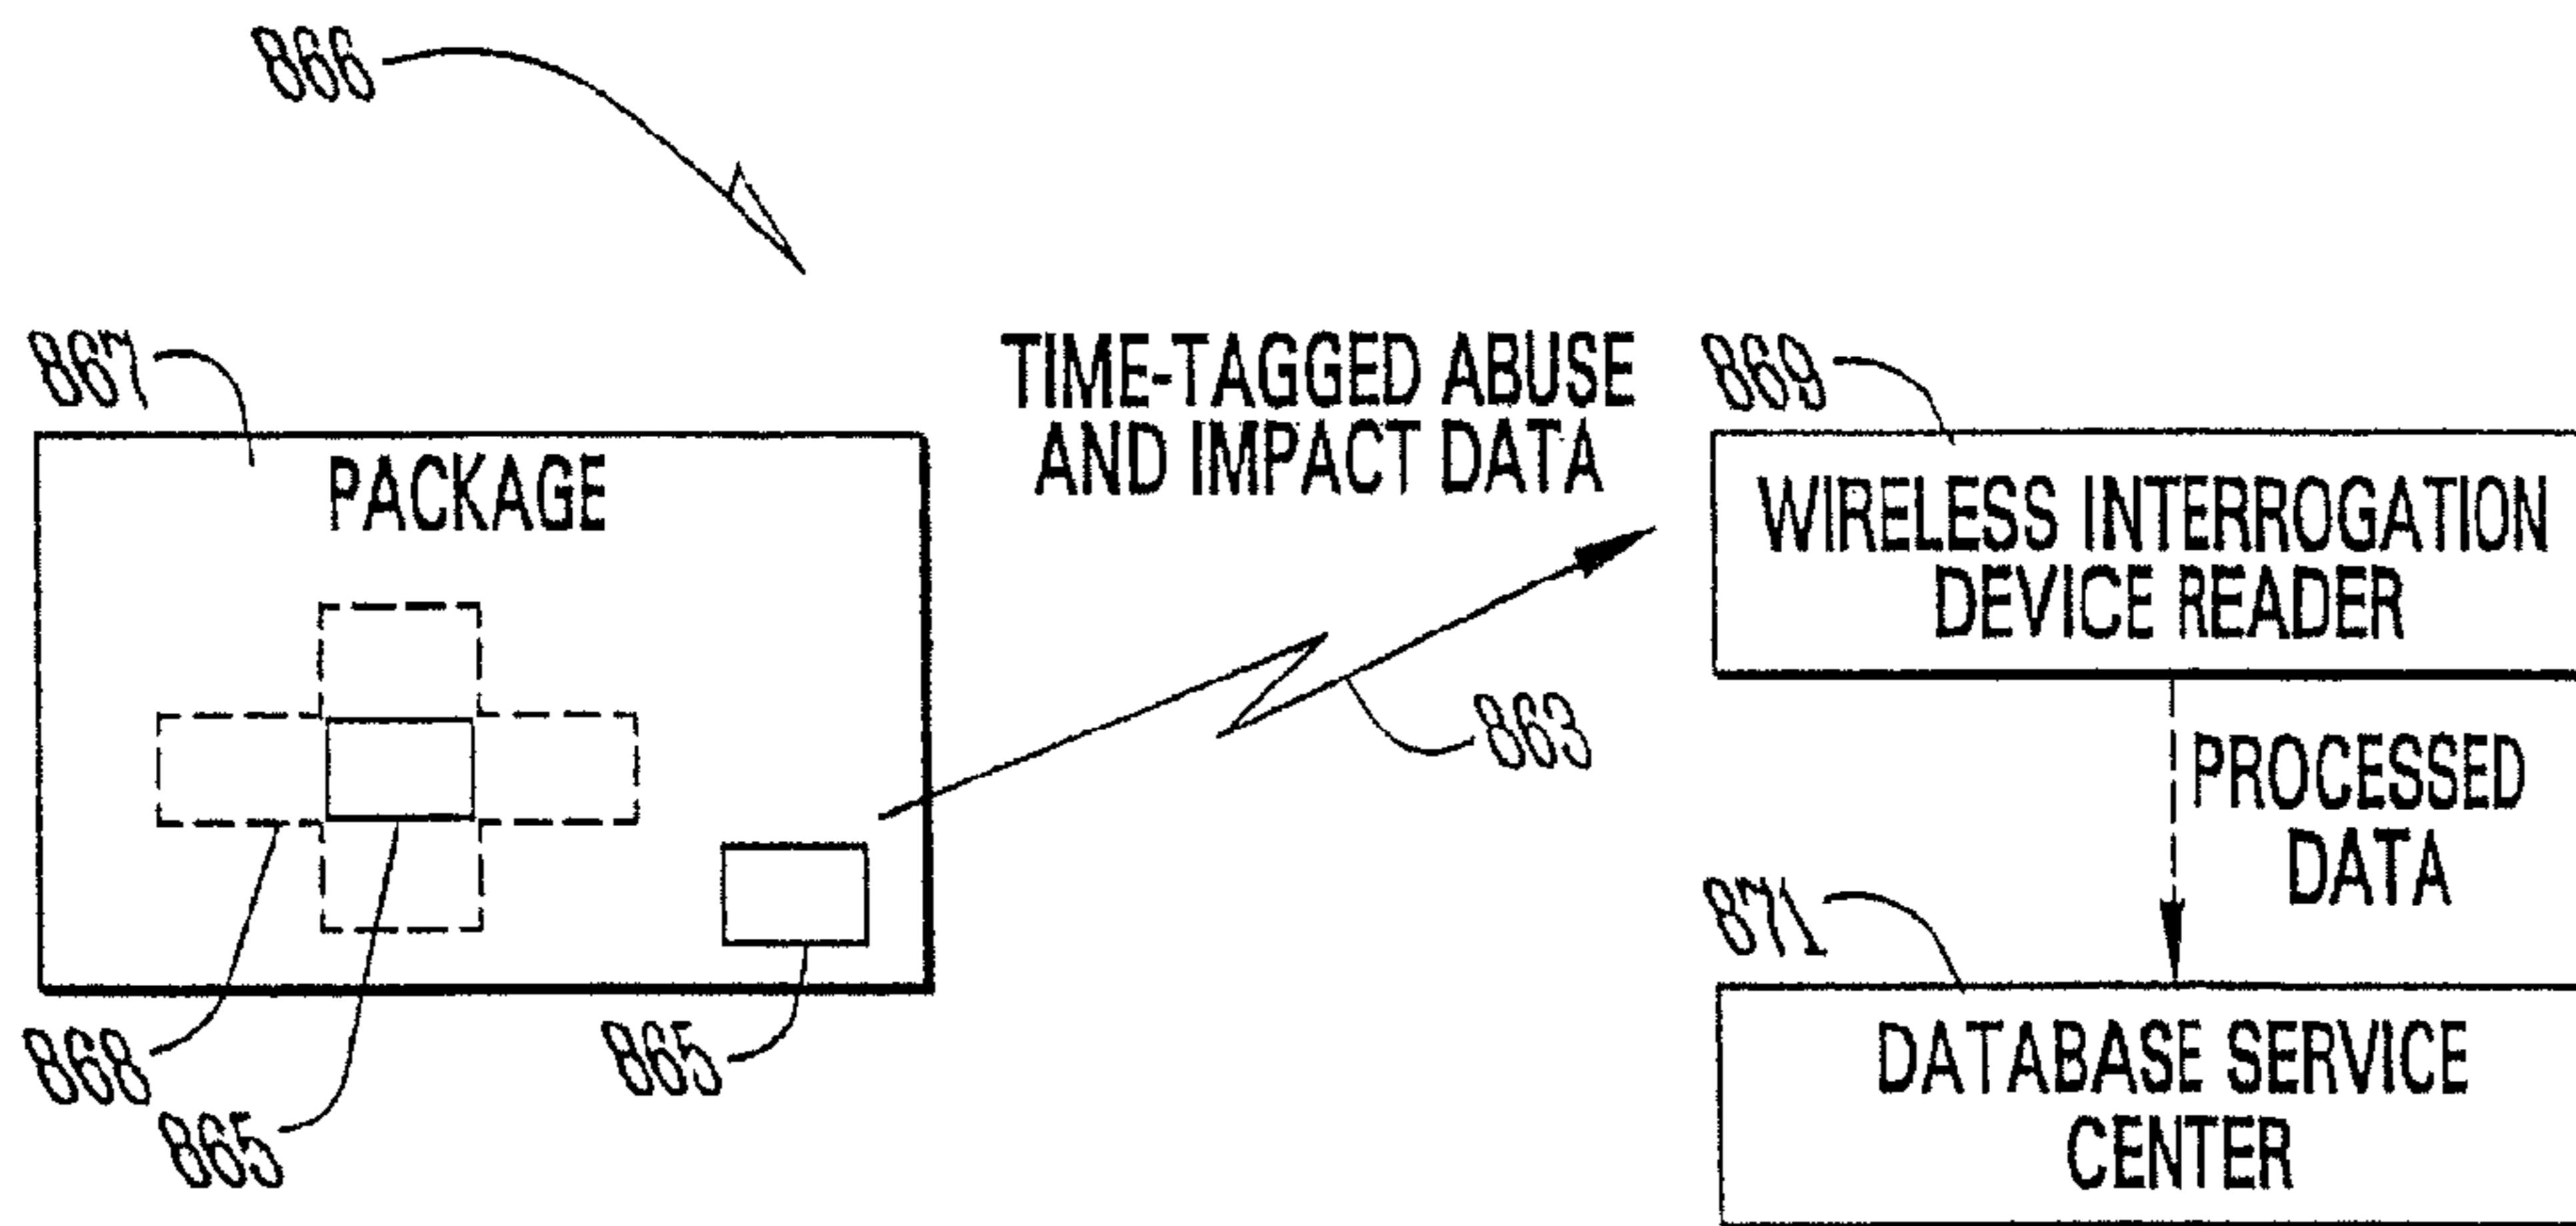 866
867
PACKAGE
TIME-TAGGED ABUSE
AND IMPACT DATA
869
WIRELESS INTERROGATION
DEVICE READER
863
PROCESSED
DATA
871
DATABASE SERVICE
CENTER
868
865
865